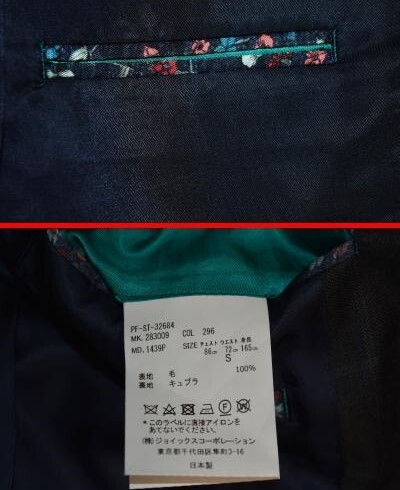 PF-ST-32684
MK. 283009 COL 296
MD. 1439P SIZE チェスト ウエスト 身長
86cm 72cm 165cm
S
表地 毛 100%
裏地 キュプラ
*このラベルに直接アイロンを
あてないでください。
(株)ジョイックスコーポレーション
東京都千代田区隼町3-16
日本製